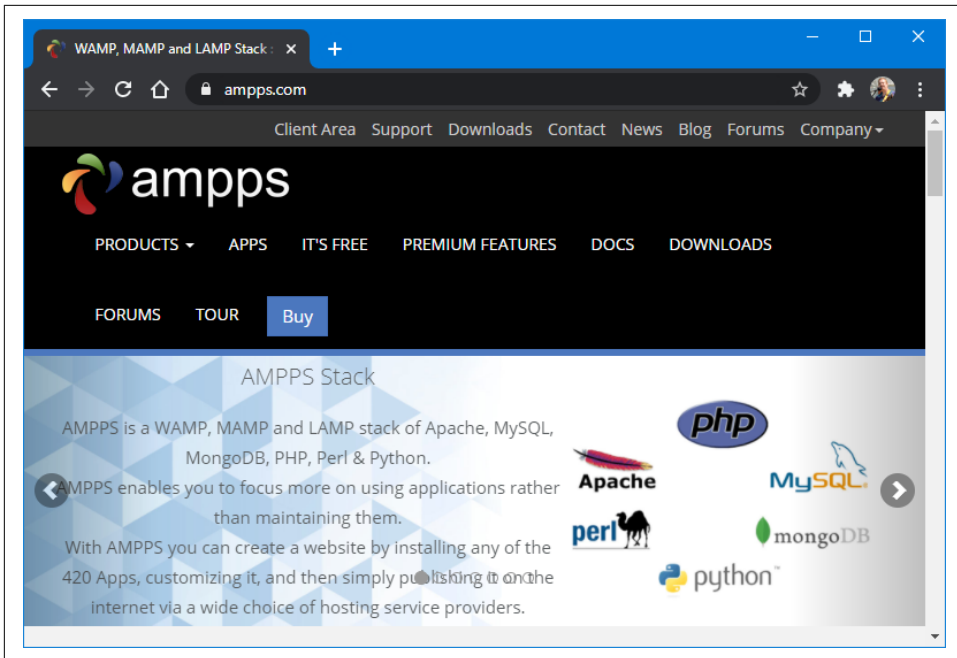 WAMP, MAMP and LAMP Stack :
ampps.com
Client Area Support Downloads Contact News Blog Forums Company
ampps
PRODUCTS APPS IT'S FREE PREMIUM FEATURES DOCS DOWNLOADS
FORUMS TOUR Buy
AMPPS Stack
AMPPS is a WAMP, MAMP and LAMP stack of Apache, MySQL,
MongoDB, PHP, Perl & Python.
AMPPS enables you to focus more on using applications rather
than maintaining them.
With AMPPS you can create a website by installing any of the
420 Apps, customizing it, and then simply publishing it on the
internet via a wide choice of hosting service providers.
php
Apache
MySQL
perl
mongoDB
python